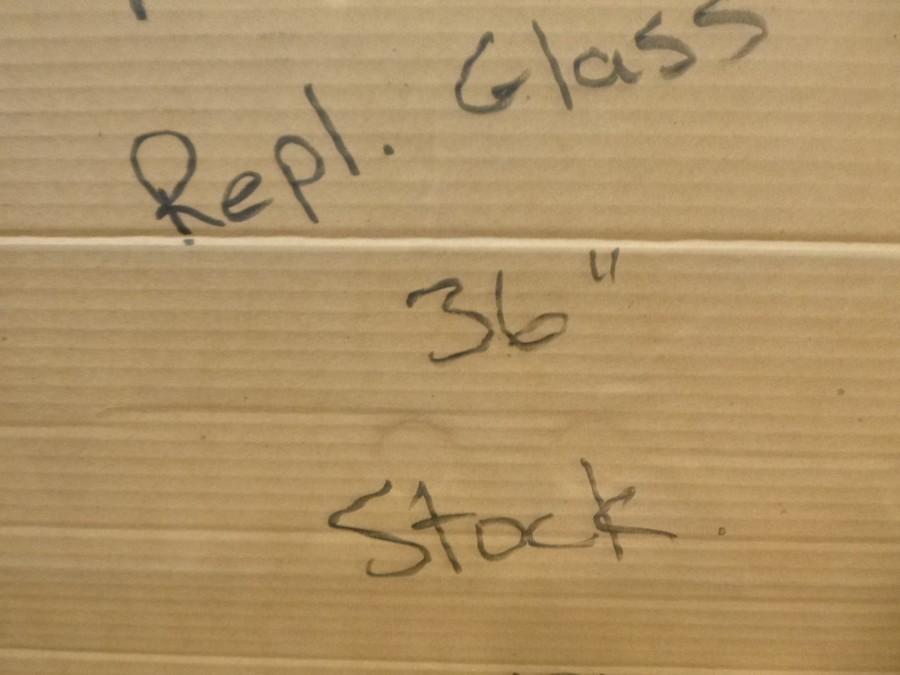 Repl. Glass
36"
Stock.